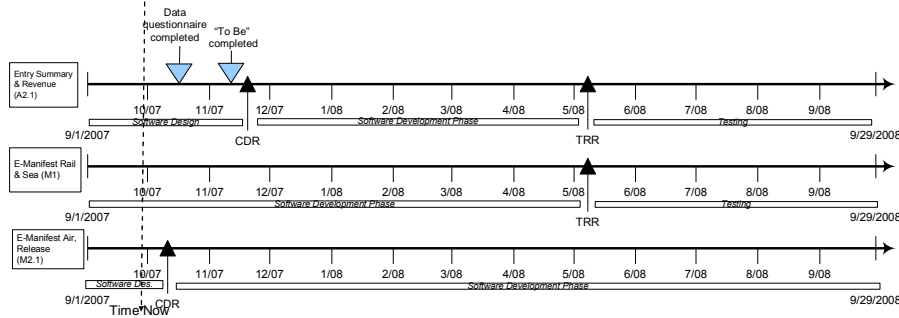 Data
questionnaire
completed
“To Be”
completed
Entry Summary
& Revenue
(A2.1)
10/07 11/07 12/07 1/08 2/08 3/08 4/08 5/08 6/08 7/08 8/08 9/08
Software Design Software Development Phase Testing
9/1/2007 CDR TRR 9/29/2008
E-Manifest Rail
& Sea (M1)
10/07 11/07 12/07 1/08 2/08 3/08 4/08 5/08 6/08 7/08 8/08 9/08
Software Development Phase Testing
9/1/2007 TRR 9/29/2008
E-Manifest Air,
Release
(M2.1)
10/07 11/07 12/07 1/08 2/08 3/08 4/08 5/08 6/08 7/08 8/08 9/08
Software Des. Software Development Phase
9/1/2007 CDR 9/29/2008
Time Now